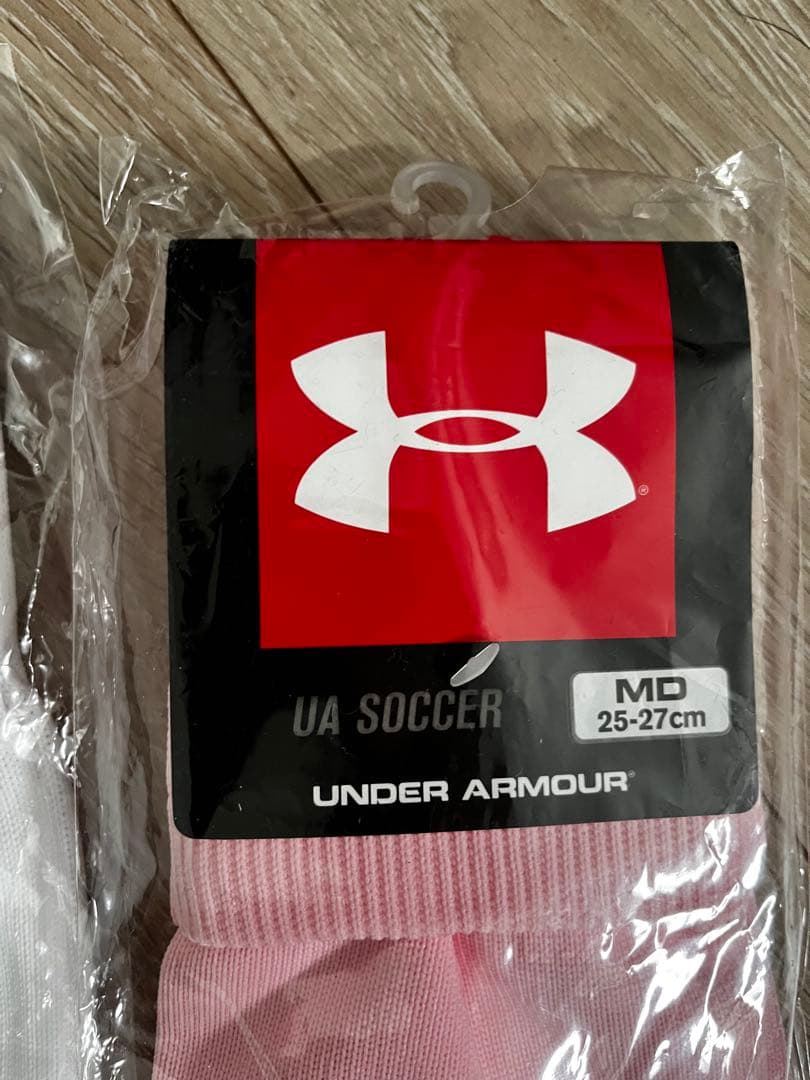 ®
UA SOCCER
MD
25-27cm
UNDER ARMOUR®